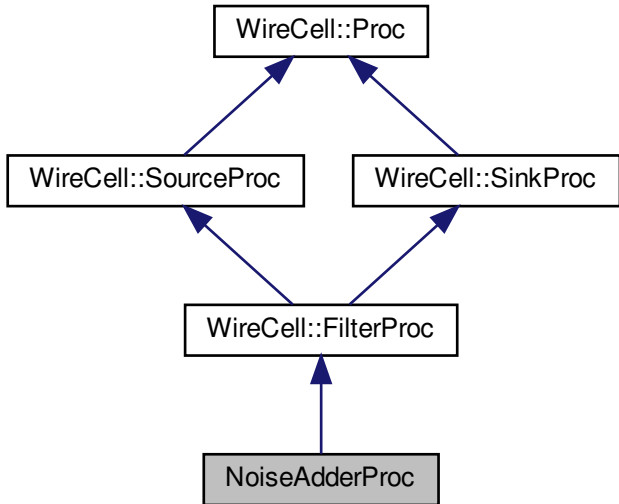 WireCell::Proc
WireCell::SourceProc
WireCell::SinkProc
WireCell::FilterProc
NoiseAdderProc